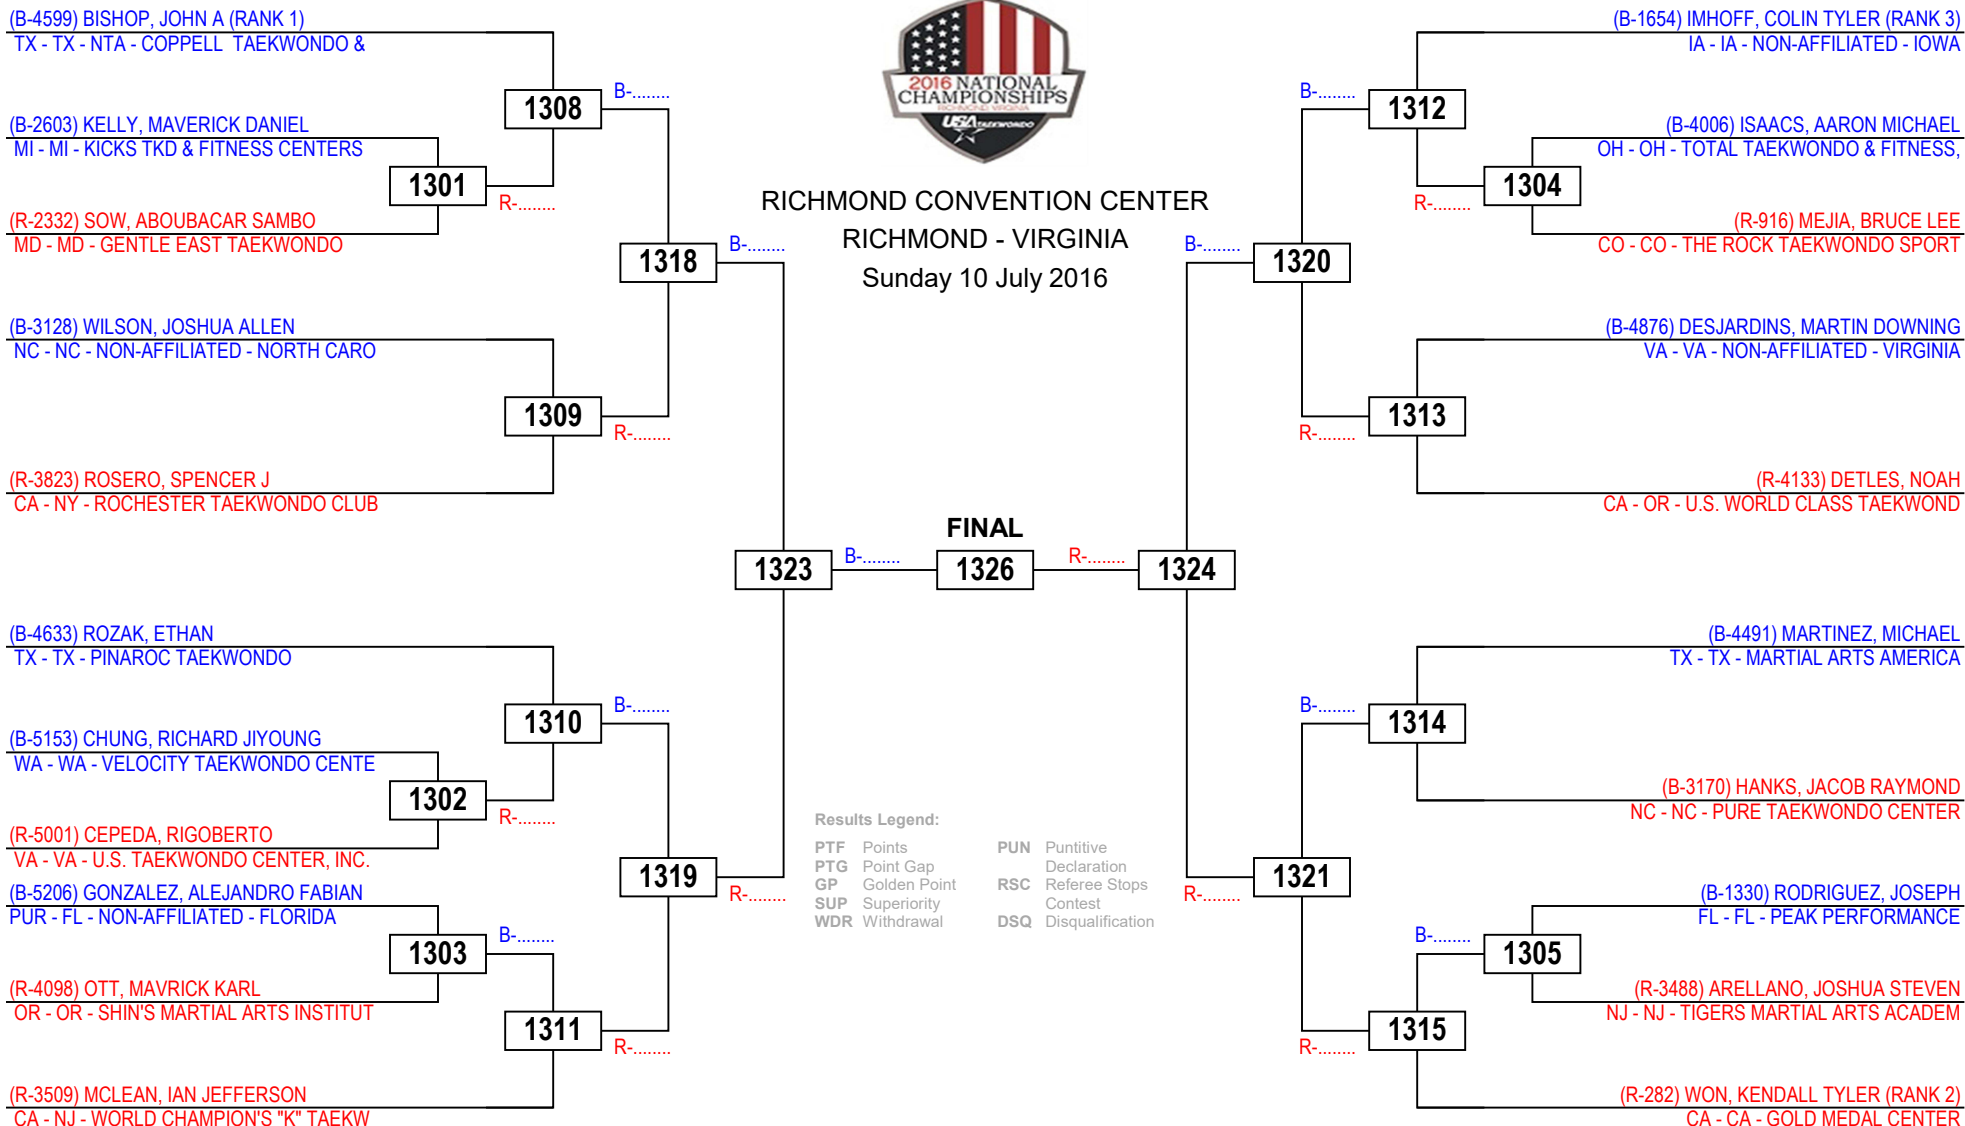 (B-4599) BISHOP, JOHN A (RANK 1)
TX - TX - NTA - COPPELL  TAEKWONDO &
(B-2603) KELLY, MAVERICK DANIEL
MI - MI - KICKS TKD & FITNESS CENTERS
(R-2332) SOW, ABOUBACAR SAMBO
MD - MD - GENTLE EAST TAEKWONDO
(B-3128) WILSON, JOSHUA ALLEN
NC - NC - NON-AFFILIATED - NORTH CARO
(R-3823) ROSERO, SPENCER J
CA - NY - ROCHESTER TAEKWONDO CLUB
(B-4633) ROZAK, ETHAN
TX - TX - PINAROC TAEKWONDO
(B-5153) CHUNG, RICHARD JIYOUNG
WA - WA - VELOCITY TAEKWONDO CENTE
(R-5001) CEPEDA, RIGOBERTO
VA - VA - U.S. TAEKWONDO CENTER, INC.
(B-5206) GONZALEZ, ALEJANDRO FABIAN
PUR - FL - NON-AFFILIATED - FLORIDA
(R-4098) OTT, MAVRICK KARL
OR - OR - SHIN'S MARTIAL ARTS INSTITUT
(R-3509) MCLEAN, IAN JEFFERSON
CA - NJ - WORLD CHAMPION'S "K" TAEKW
1301
R-........
1302
R-........
1303
B-........
1308
B-........
1309
R-........
1310
B-........
1311
R-........
1318
B-........
1319
R-........
1323
B-........
2016 NATIONAL
CHAMPIONSHIPS
RICHMOND, VIRGINIA
USA TAEKWONDO
RICHMOND CONVENTION CENTER
RICHMOND - VIRGINIA
Sunday 10 July 2016
FINAL
1326
Results Legend:
PTF Points
PTG Point Gap
GP Golden Point
SUP Superiority
WDR Withdrawal
PUN Puntitive
Declaration
RSC Referee Stops
Contest
DSQ Disqualification
R-........
1324
B-........
1320
R-........
1321
B-........
1312
R-........
1313
B-........
1314
R-........
1315
R-........
1304
B-........
1305
(B-1654) IMHOFF, COLIN TYLER (RANK 3)
IA - IA - NON-AFFILIATED - IOWA
(B-4006) ISAACS, AARON MICHAEL
OH - OH - TOTAL TAEKWONDO & FITNESS,
(R-916) MEJIA, BRUCE LEE
CO - CO - THE ROCK TAEKWONDO SPORT
(B-4876) DESJARDINS, MARTIN DOWNING
VA - VA - NON-AFFILIATED - VIRGINIA
(R-4133) DETLES, NOAH
CA - OR - U.S. WORLD CLASS TAEKWOND
(B-4491) MARTINEZ, MICHAEL
TX - TX - MARTIAL ARTS AMERICA
(B-3170) HANKS, JACOB RAYMOND
NC - NC - PURE TAEKWONDO CENTER
(B-1330) RODRIGUEZ, JOSEPH
FL - FL - PEAK PERFORMANCE
(R-3488) ARELLANO, JOSHUA STEVEN
NJ - NJ - TIGERS MARTIAL ARTS ACADEM
(R-282) WON, KENDALL TYLER (RANK 2)
CA - CA - GOLD MEDAL CENTER